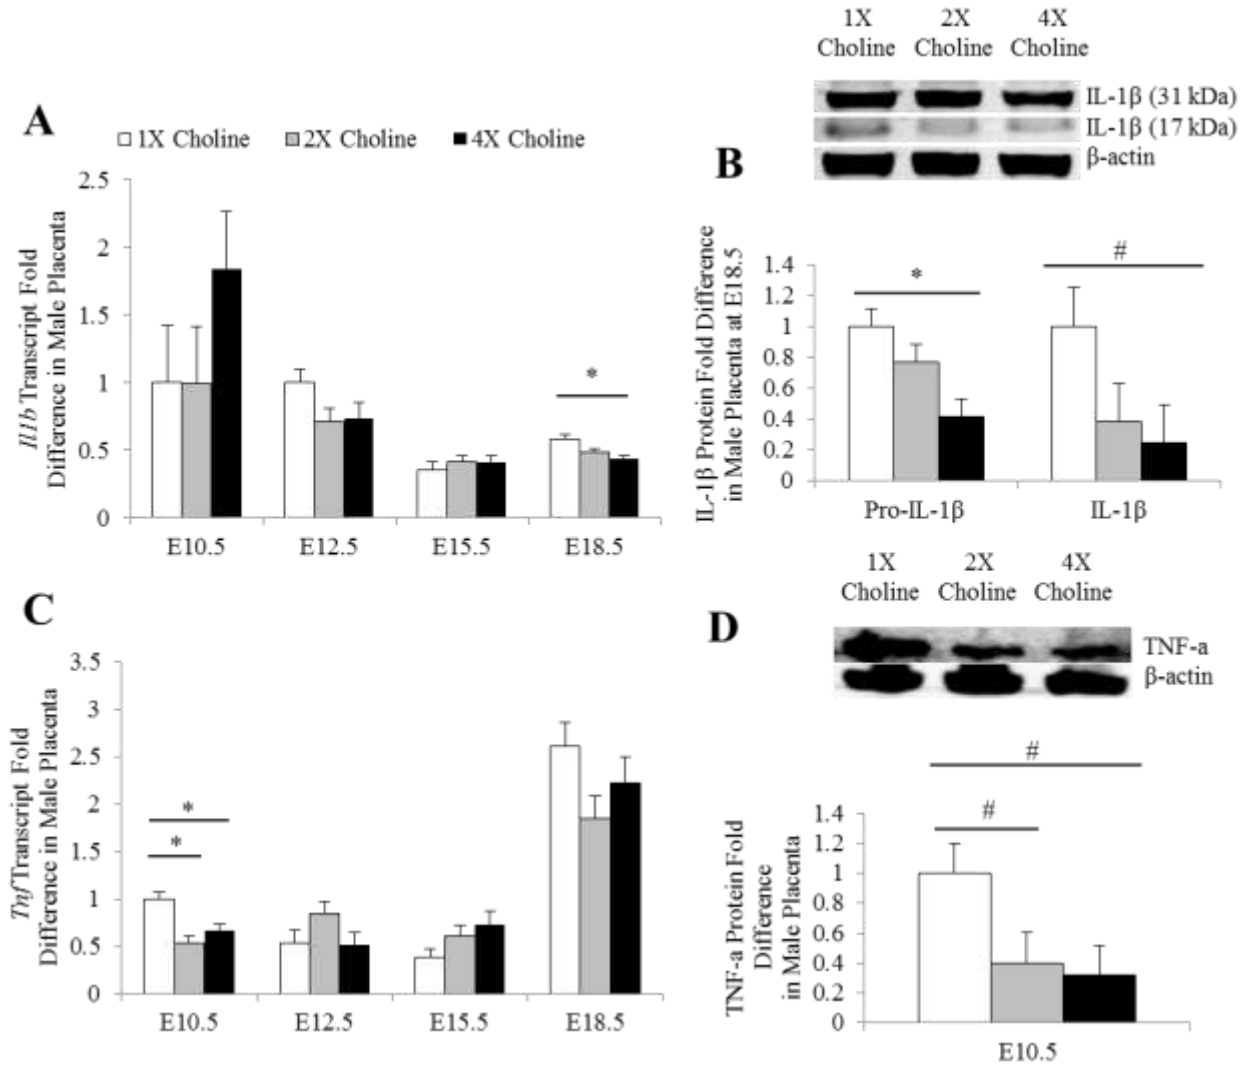 A
1X Choline 2X Choline 4X Choline
Il1b Transcript Fold
Difference in Male Placenta
2.5
2
1.5
1
0.5
0
*
E10.5 E12.5 E15.5 E18.5
B
1X 2X 4X
Choline Choline Choline
IL-1β (31 kDa)
IL-1β (17 kDa)
β-actin
IL-1β Protein Fold Difference
in Male Placenta at E18.5
1.4
1.2
1
0.8
0.6
0.4
0.2
0
*
#
Pro-IL-1β IL-1β
C
Tnf Transcript Fold
Difference in Male Placenta
3.5
3
2.5
2
1.5
1
0.5
0
*
*
E10.5 E12.5 E15.5 E18.5
D
1X 2X 4X
Choline Choline Choline
TNF-a
β-actin
TNF-a Protein Fold
Difference
in Male Placenta
1.4
1.2
1
0.8
0.6
0.4
0.2
0
#
#
E10.5